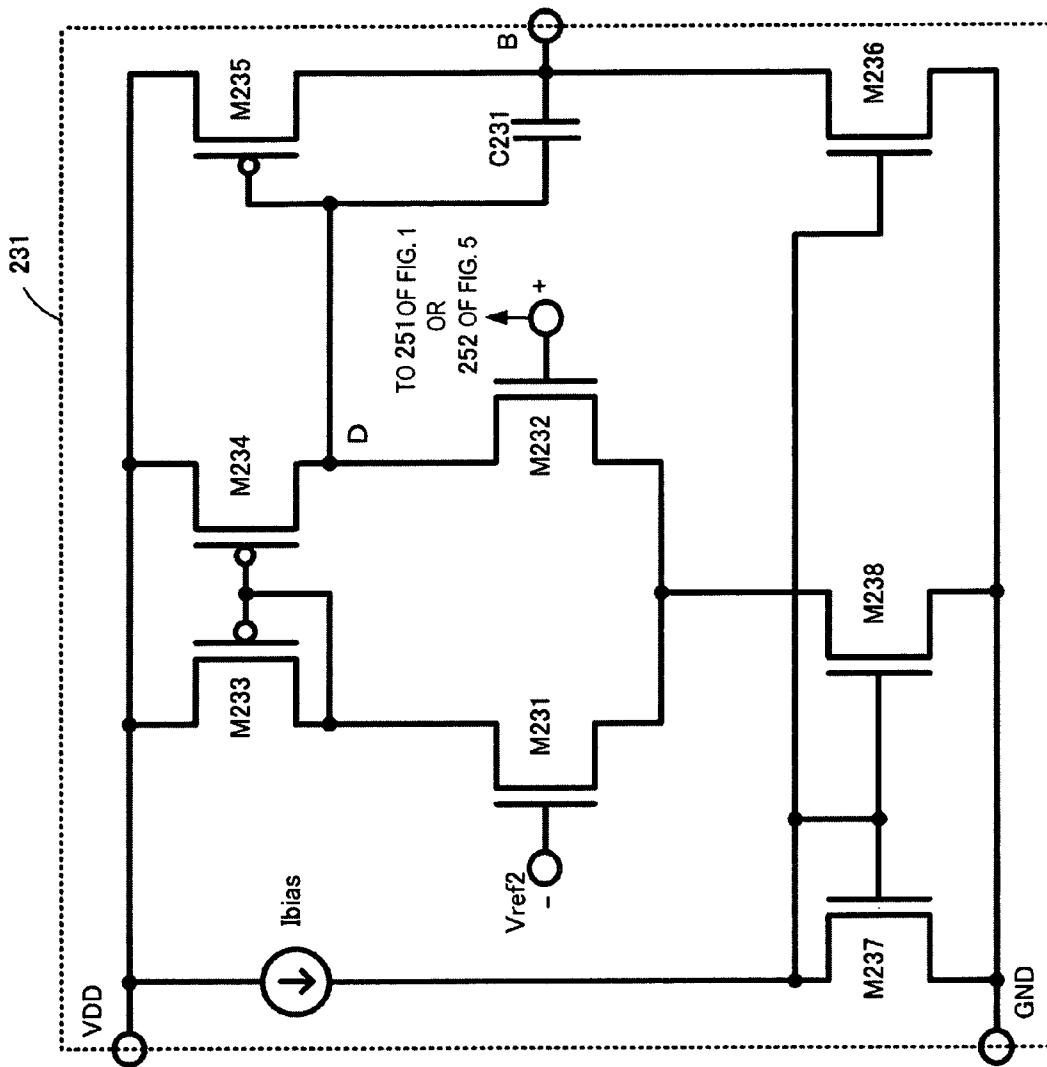 231
VDD
Ibias
M233
M234
M235
D
B
C231
TO 251 OF FIG. 1
OR
252 OF FIG. 5
+
Vref2
-
M231
M232
M236
M237
M238
GND